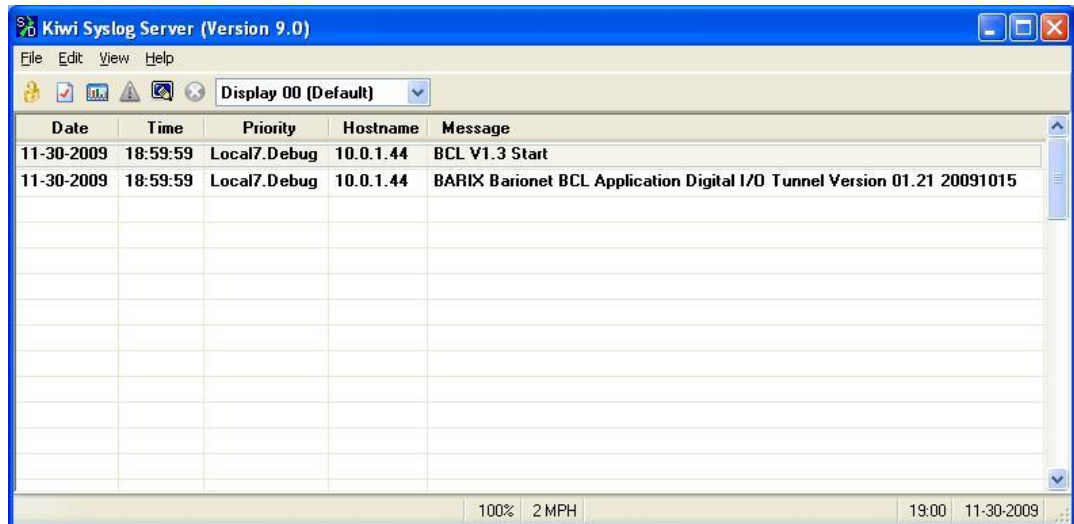 Kiwi Syslog Server (Version 9.0)
File Edit View Help
Display 00 (Default)
Date Time Priority Hostname Message
11-30-2009 18:59:59 Local7.Debug 10.0.1.44 BCL V1.3 Start
11-30-2009 18:59:59 Local7.Debug 10.0.1.44 BARIX Barionet BCL Application Digital I/O Tunnel Version 01.21 20091015
100% 2 MPH 19:00 11-30-2009